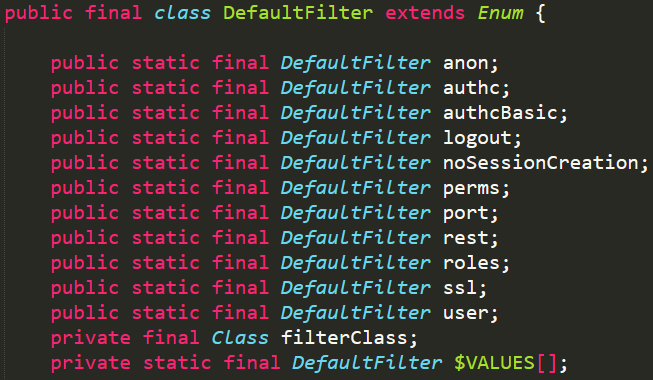 public final class DefaultFilter extends Enum {
public static final DefaultFilter anon;
public static final DefaultFilter authc;
public static final DefaultFilter authcBasic;
public static final DefaultFilter logout;
public static final DefaultFilter noSessionCreation;
public static final DefaultFilter perms;
public static final DefaultFilter port;
public static final DefaultFilter rest;
public static final DefaultFilter roles;
public static final DefaultFilter ssl;
public static final DefaultFilter user;
private final Class filterClass;
private static final DefaultFilter $VALUES[];